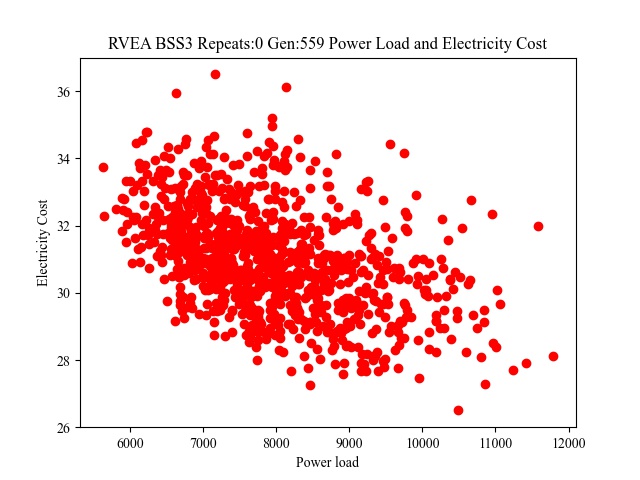 RVEA BSS3 Repeats:0 Gen:559 Power Load and Electricity Cost
36
34
32
30
28
26
Electricity Cost
6000 7000 8000 9000 10000 11000 12000
Power load